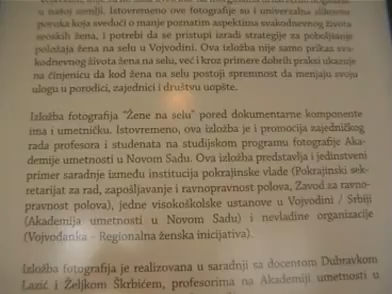 u našoj zemlji. Istovremeno ove fotografije su i univerzalna slikovna
poruka koja svedoči o manje poznatim aspektima svakodnevnog života
seoskih žena, i potrebi da se pristupi izradi strategije za poboljšanje
položaja žena na selu u Vojvodini. Ova izložba nije samo prikaz sva-
kodnevnog života žena na selu, već i kroz primere dobrih praksi ukazuje
na činjenicu da kod žena na selu postoji spremnost da menjaju svoju
ulogu u porodici, zajednici i društvu uopšte.
Izložba fotografija "Žene na selu" pored dokumentarne komponente
ima i umetničku. Istovremeno, ova izložba je i promocija zajedničkog
rada profesora i studenata na studijskom programu fotografije Aka-
demije umetnosti u Novom Sadu. Ova izložba predstavlja i jedinstveni
primer saradnje između institucija pokrajinske vlade (Pokrajinski sek-
retarijat za rad, zapošljavanje i ravnopravnost polova, Zavod za ravno-
pravnost polova), jedne visokoškolske ustanove u Vojvodini / Srbiji
(Akademija umetnosti u Novom Sadu) i nevladine organizacije
(Vojvođanka - Regionalna ženska inicijativa).
Izložba fotografija je realizovana u saradnji sa docentom Dubravkom
Lazić i Željkom Škrbićem, profesorima na Akademiji umetnosti u